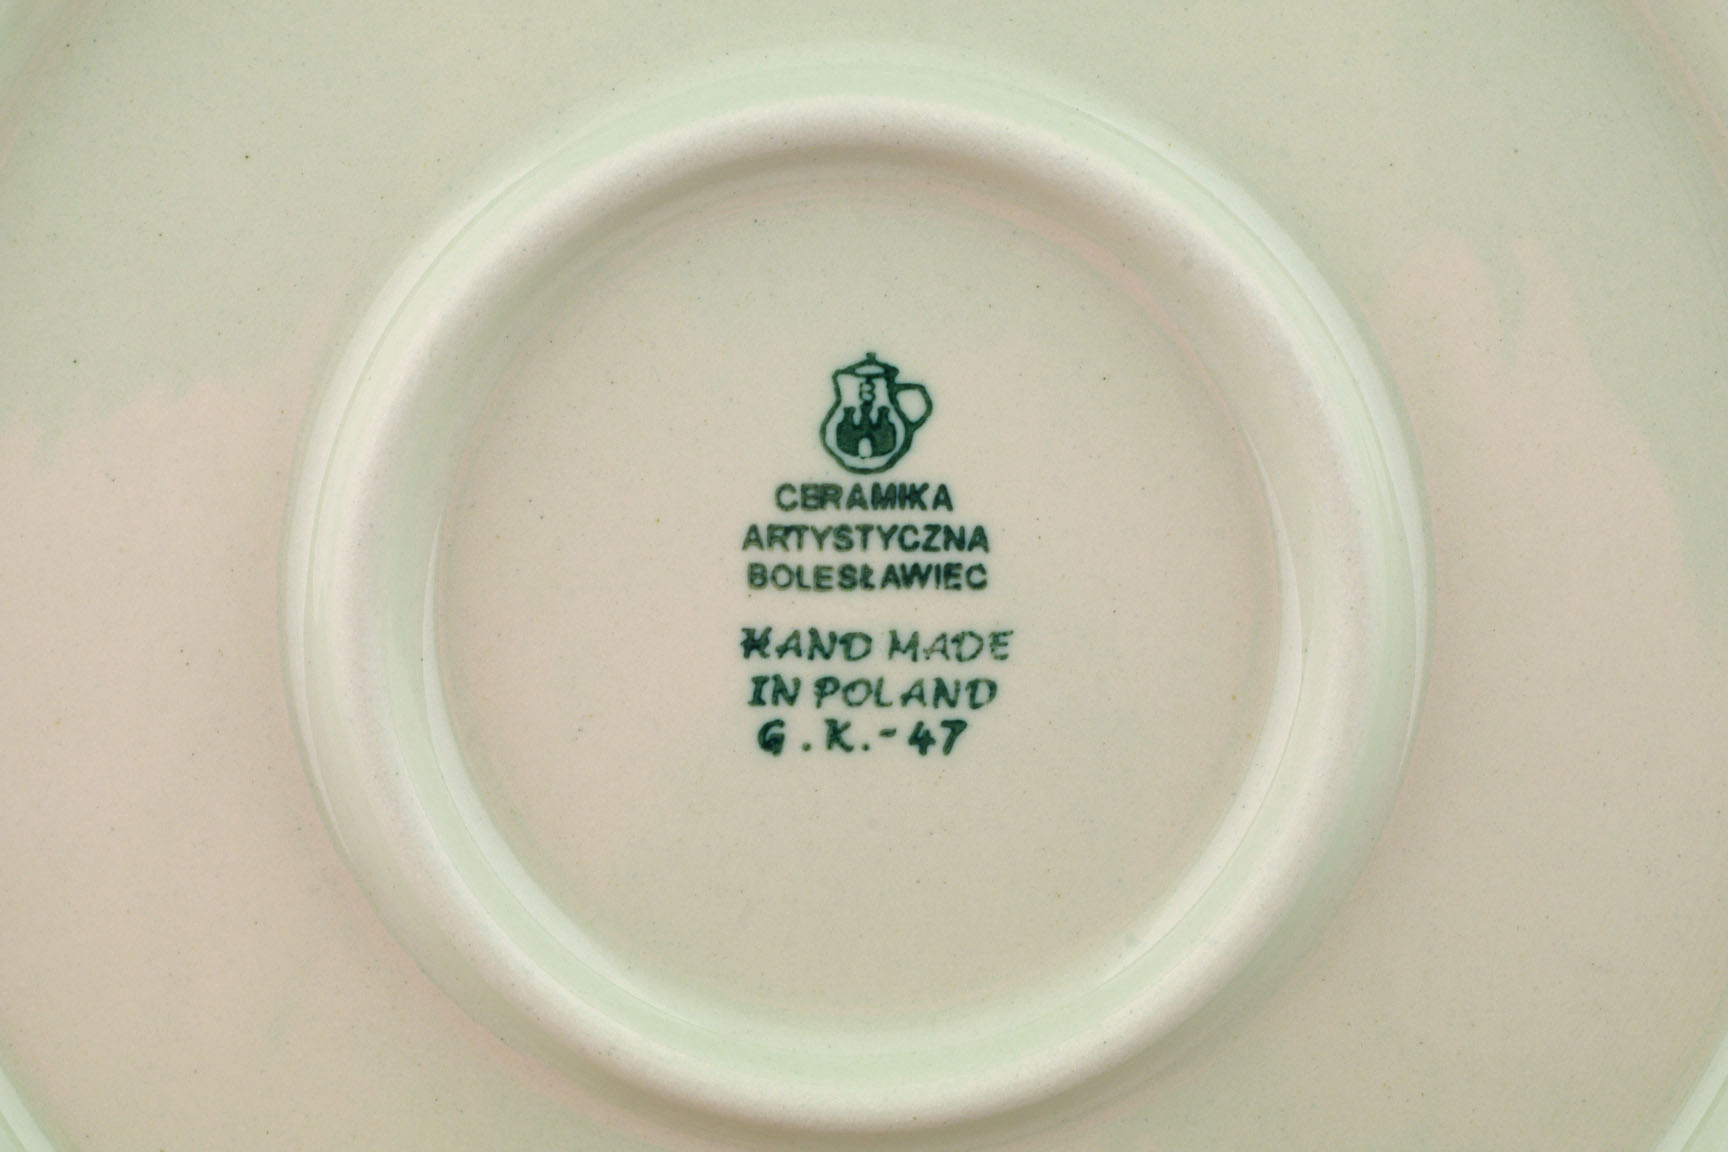 CERAMIKA
ARTYSTYCZNA
BOLESŁAWIEC
HAND MADE
IN POLAND
G.K.-47